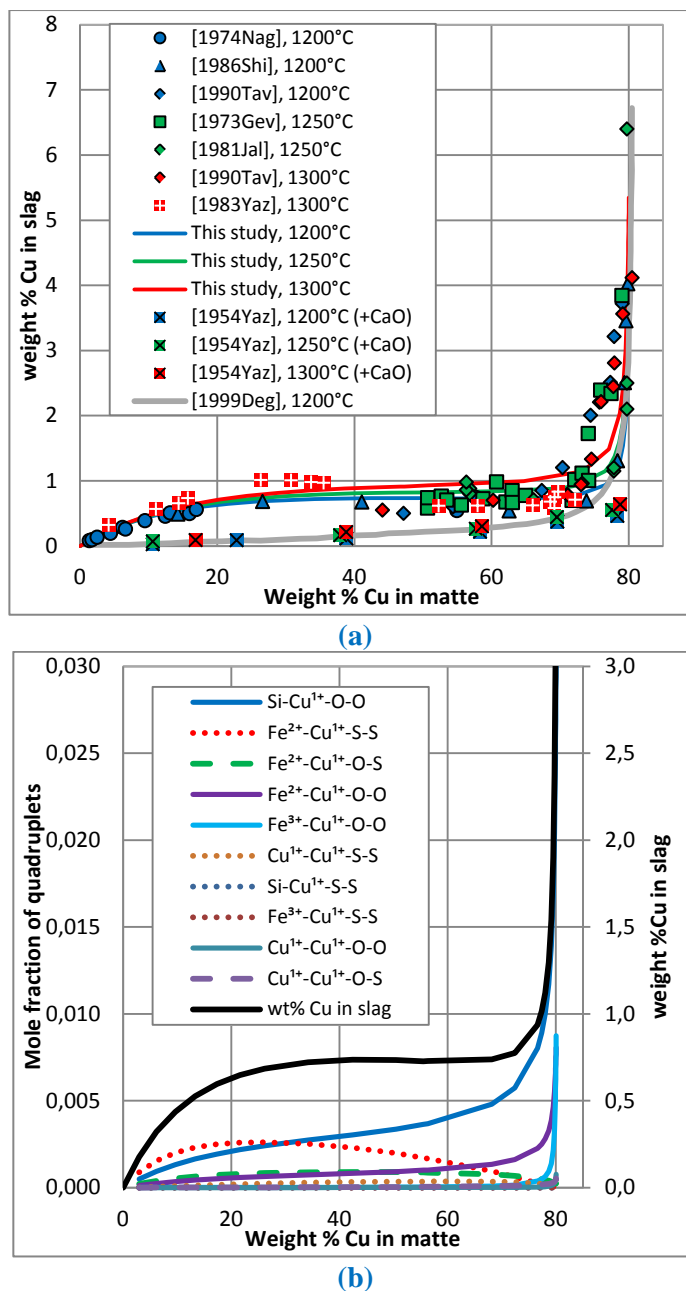 8
7
6
5
4
3
2
1
0
weight % Cu in slag
[1974Nag], 1200°C
[1986Shi], 1200°C
[1990Tav], 1200°C
[1973Gev], 1250°C
[1981Jal], 1250°C
[1990Tav], 1300°C
[1983Yaz], 1300°C
This study, 1200°C
This study, 1250°C
This study, 1300°C
[1954Yaz], 1200°C (+CaO)
[1954Yaz], 1250°C (+CaO)
[1954Yaz], 1300°C (+CaO)
[1999Deg], 1200°C
0 20 40 60 80
Weight % Cu in matte
(a)
0,030
0,025
0,020
0,015
0,010
0,005
0,000
Mole fraction of quadruplets
Si-Cu¹⁺-O-O
Fe²⁺-Cu¹⁺-S-S
Fe²⁺-Cu¹⁺-O-S
Fe²⁺-Cu¹⁺-O-O
Fe³⁺-Cu¹⁺-O-O
Cu¹⁺-Cu¹⁺-S-S
Si-Cu¹⁺-S-S
Fe³⁺-Cu¹⁺-S-S
Cu¹⁺-Cu¹⁺-O-O
Cu¹⁺-Cu¹⁺-O-S
wt% Cu in slag
3,0
2,5
2,0
1,5
1,0
0,5
0,0
weight %Cu in slag
0 20 40 60 80
Weight % Cu in matte
(b)